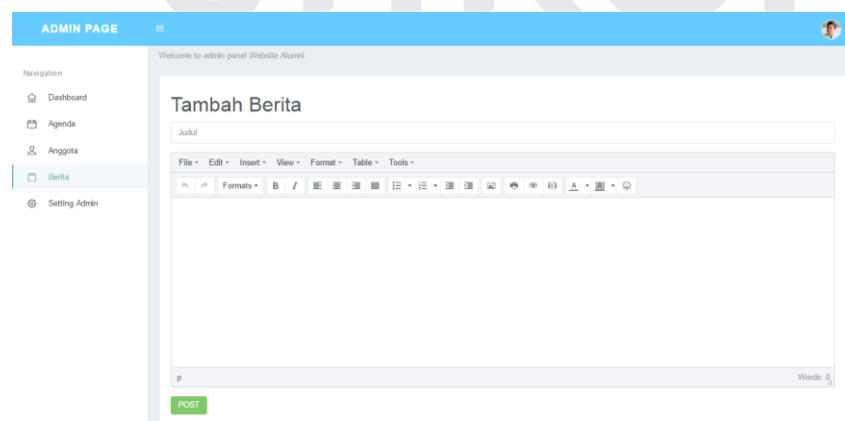 ADMIN PAGE
Welcome to admin panel Website Alumni
Navigation
Dashboard
Agenda
Anggota
Berita
Setting Admin
Tambah Berita
Judul
File Edit Insert View Format Table Tools
Formats B I A A
p Words: 0
POST